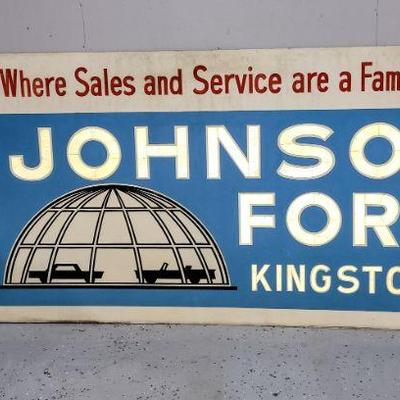 Where Sales and Service are a Fam
JOHNSO
FOR
KINGSTO